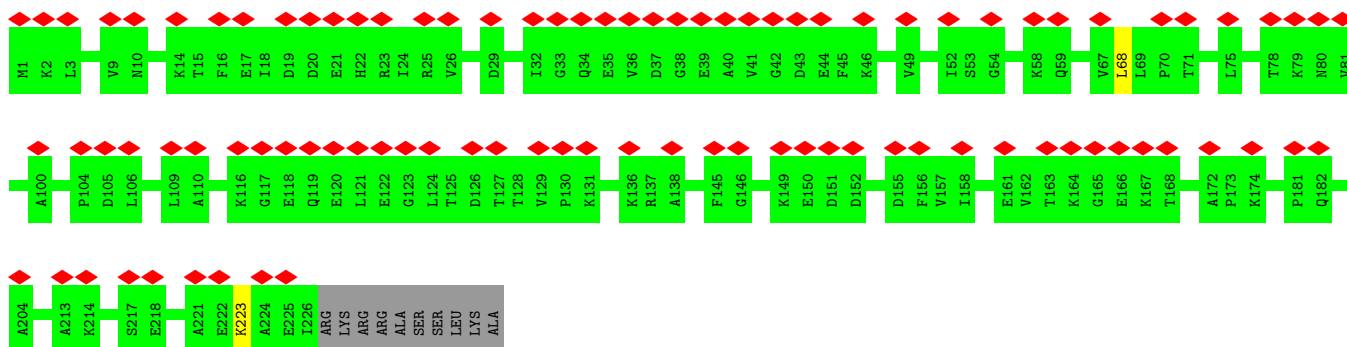 M1 K2 L3 V9 N10 K14 T15 F16 E17 I18 D19 D20 E21 H22 R23 I24 R25 V26 D29 I32 G33 Q34 E35 V36 D37 G38 E39 A40 V41 G42 D43 E44 F45 K46 V49 I52 S53 G54 K58 Q59 V67 L68 L69 P70 T71 L75 T78 K79 N80 V81
A100 P104 D105 L106 L109 A110 K116 G117 E118 Q119 E120 L121 E122 G123 L124 T125 D126 T127 T128 V129 P130 K131 K136 R137 A138 F145 G146 K149 E150 D151 D152 D155 F156 V157 I158 E161 V162 T163 K164 G165 E166 K167 T168 A172 P173 K174 P181 Q182
A204 A213 K214 S217 E218 A221 E222 K223 A224 E225 I226 ARG LYS ARG ARG ALA SER SER LEU LYS ALA